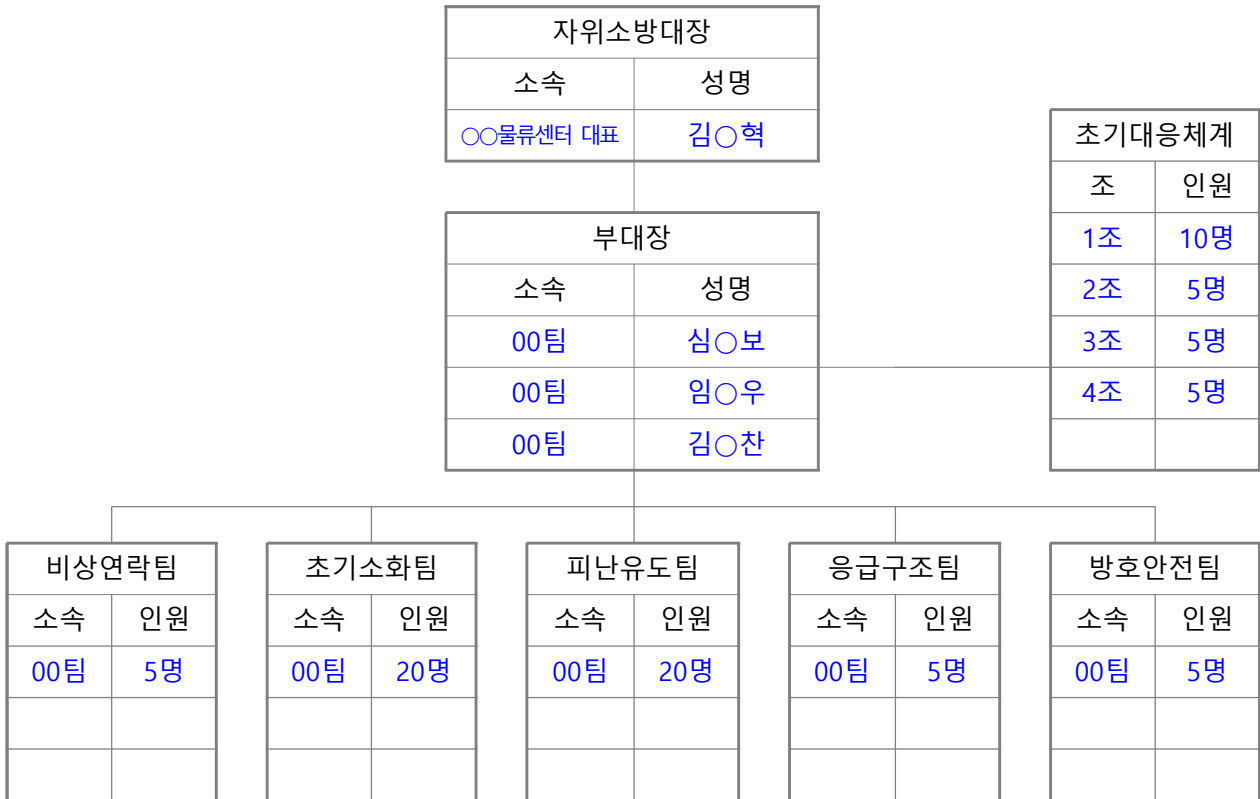 자위소방대장
소속 성명
○○물류센터 대표 김○혁
초기대응체계
조 인원
1조 10명
2조 5명
3조 5명
4조 5명
부대장
소속 성명
00팀 심○보
00팀 임○우
00팀 김○찬
비상연락팀 초기소화팀 피난유도팀 응급구조팀 방호안전팀
소속 인원 소속 인원 소속 인원 소속 인원 소속 인원
00팀 5명 00팀 20명 00팀 20명 00팀 5명 00팀 5명